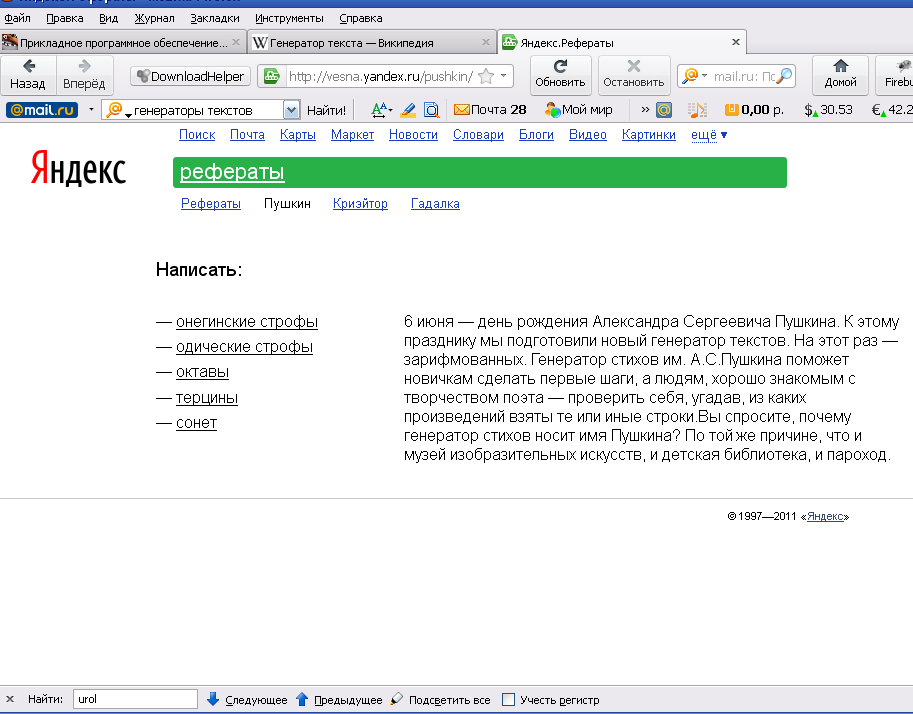 Файл Правка Вид Журнал Закладки Инструменты Справка
Прикладное программное обеспечение... Генератор текста — Википедия Яндекс.Рефераты
Назад Вперёд DownloadHelper http://vesna.yandex.ru/pushkin/ Обновить Остановить mail.ru: Домой Firebu
@mail.ru генераторы текстов Найти! Почта 28 Мой мир » 0,00 р. $ 30.53 € 42.2
Поиск Почта Карты Маркет Новости Словари Блоги Видео Картинки ещё ▼
Яндекс рефераты
Рефераты Пушкин Криэйтор Гадалка
Написать:
— онегинские строфы
— одические строфы
— октавы
— терцины
— сонет
6 июня — день рождения Александра Сергеевича Пушкина. К этому
празднику мы подготовили новый генератор текстов. На этот раз —
зарифмованных. Генератор стихов им. А.С.Пушкина поможет
новичкам сделать первые шаги, а людям, хорошо знакомым с
творчеством поэта — проверить себя, угадав, из каких
произведений взяты те или иные строки.Вы спросите, почему
генератор стихов носит имя Пушкина? По той же причине, что и
музей изобразительных искусств, и детская библиотека, и пароход.
© 1997—2011 «Яндекс»
Найти: urol Следующее Предыдущее Подсветить все Учесть регистр